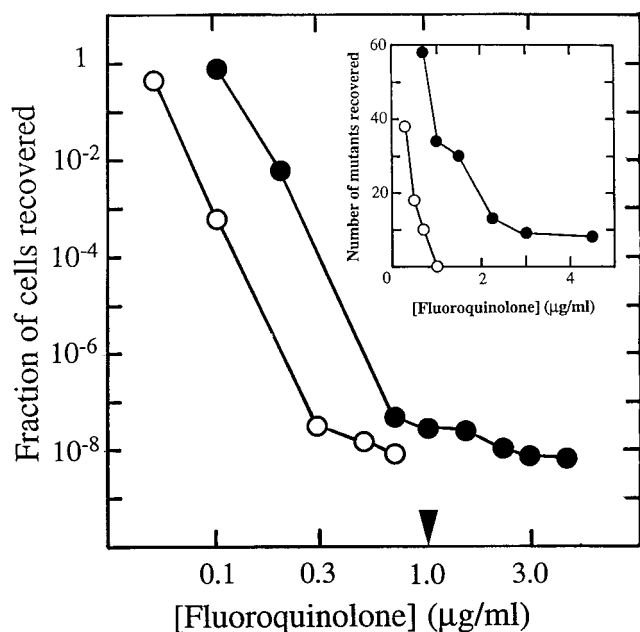 Fraction of cells recovered
1
10-2
10-4
10-6
10-8
0.1 0.3 1.0 3.0
[Fluoroquinolone] (μg/ml)
Number of mutants recovered
60
40
20
0
0 2 4
[Fluoroquinolone] (μg/ml)